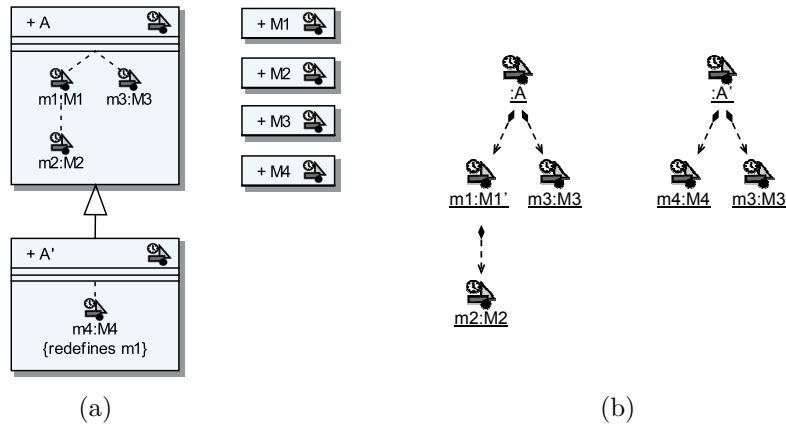 + A
m1:M1
m3:M3
m2:M2
+ A'
m4:M4
{redefines m1}
+ M1
+ M2
+ M3
+ M4
(a)
:A
m1:M1'
m3:M3
m2:M2
:A'
m4:M4
m3:M3
(b)